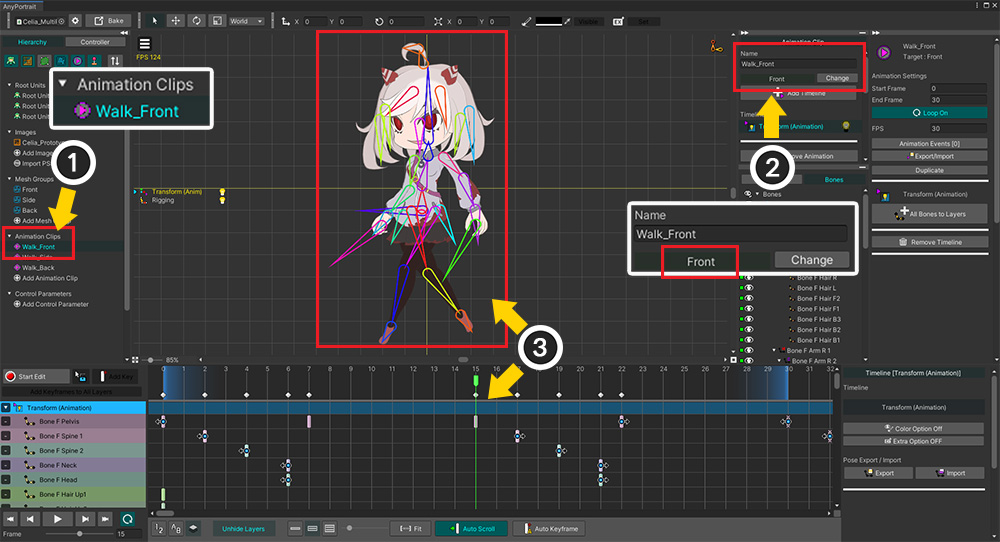 AnyPortrait
Celia_Multil
Bake
World
X 0 Y 0
0
X 0 Y 0
Visible
EX
Set
Hierarchy
Controller
FPS 124
Root Units
Root Unit
Root Unit
Root Unit
Images
Celia_Prototyp
Add Image
Import PS
Mesh Groups
Front
Side
Back
Add Mesh
Animation Clips
Walk_Front
Walk_Side
Walk_Back
Add Animation Clip
Control Parameters
Add Control Parameter
Animation Clips
Walk_Front
1
Transform (Anim)
Rigging
85%
Animation Clip
Name
Walk_Front
Front
Change
Add Timeline
Transform (Animation)
2
Bones
Bones
Name
Walk_Front
Front
Change
Bone F Hair R
Bone F Hair L
Bone F Hair F2
Bone F Hair F1
Bone F Hair B3
Bone F Hair B2
Bone F Hair B1
Bone F Arm R 1
Bone F Arm R 2
3
Walk_Front
Target : Front
Animation Settings
Start Frame 0
End Frame 30
Loop On
FPS 30
Animation Events [0]
Export/Import
Duplicate
Transform (Animation)
All Bones to Layers
Remove Timeline
Start Edit
Add Key
Add Keyframes to All Layers
0 1 2 3 4 5 6 7 8 9 10 11 12 13 14 15 16 17 18 19 20 21 22 23 24 25 26 27 28 29 30 31 32
Transform (Animation)
Bone F Pelvis
Bone F Spine 1
Bone F Spine 2
Bone F Neck
Bone F Head
Bone F Hair Up1
Frame
15
Unhide Layers
Fit
Auto Scroll
Auto Keyframe
Timeline [Transform (Animation)]
Timeline
Transform (Animation)
Color Option Off
Extra Option OFF
Pose Export / Import
Export
Import